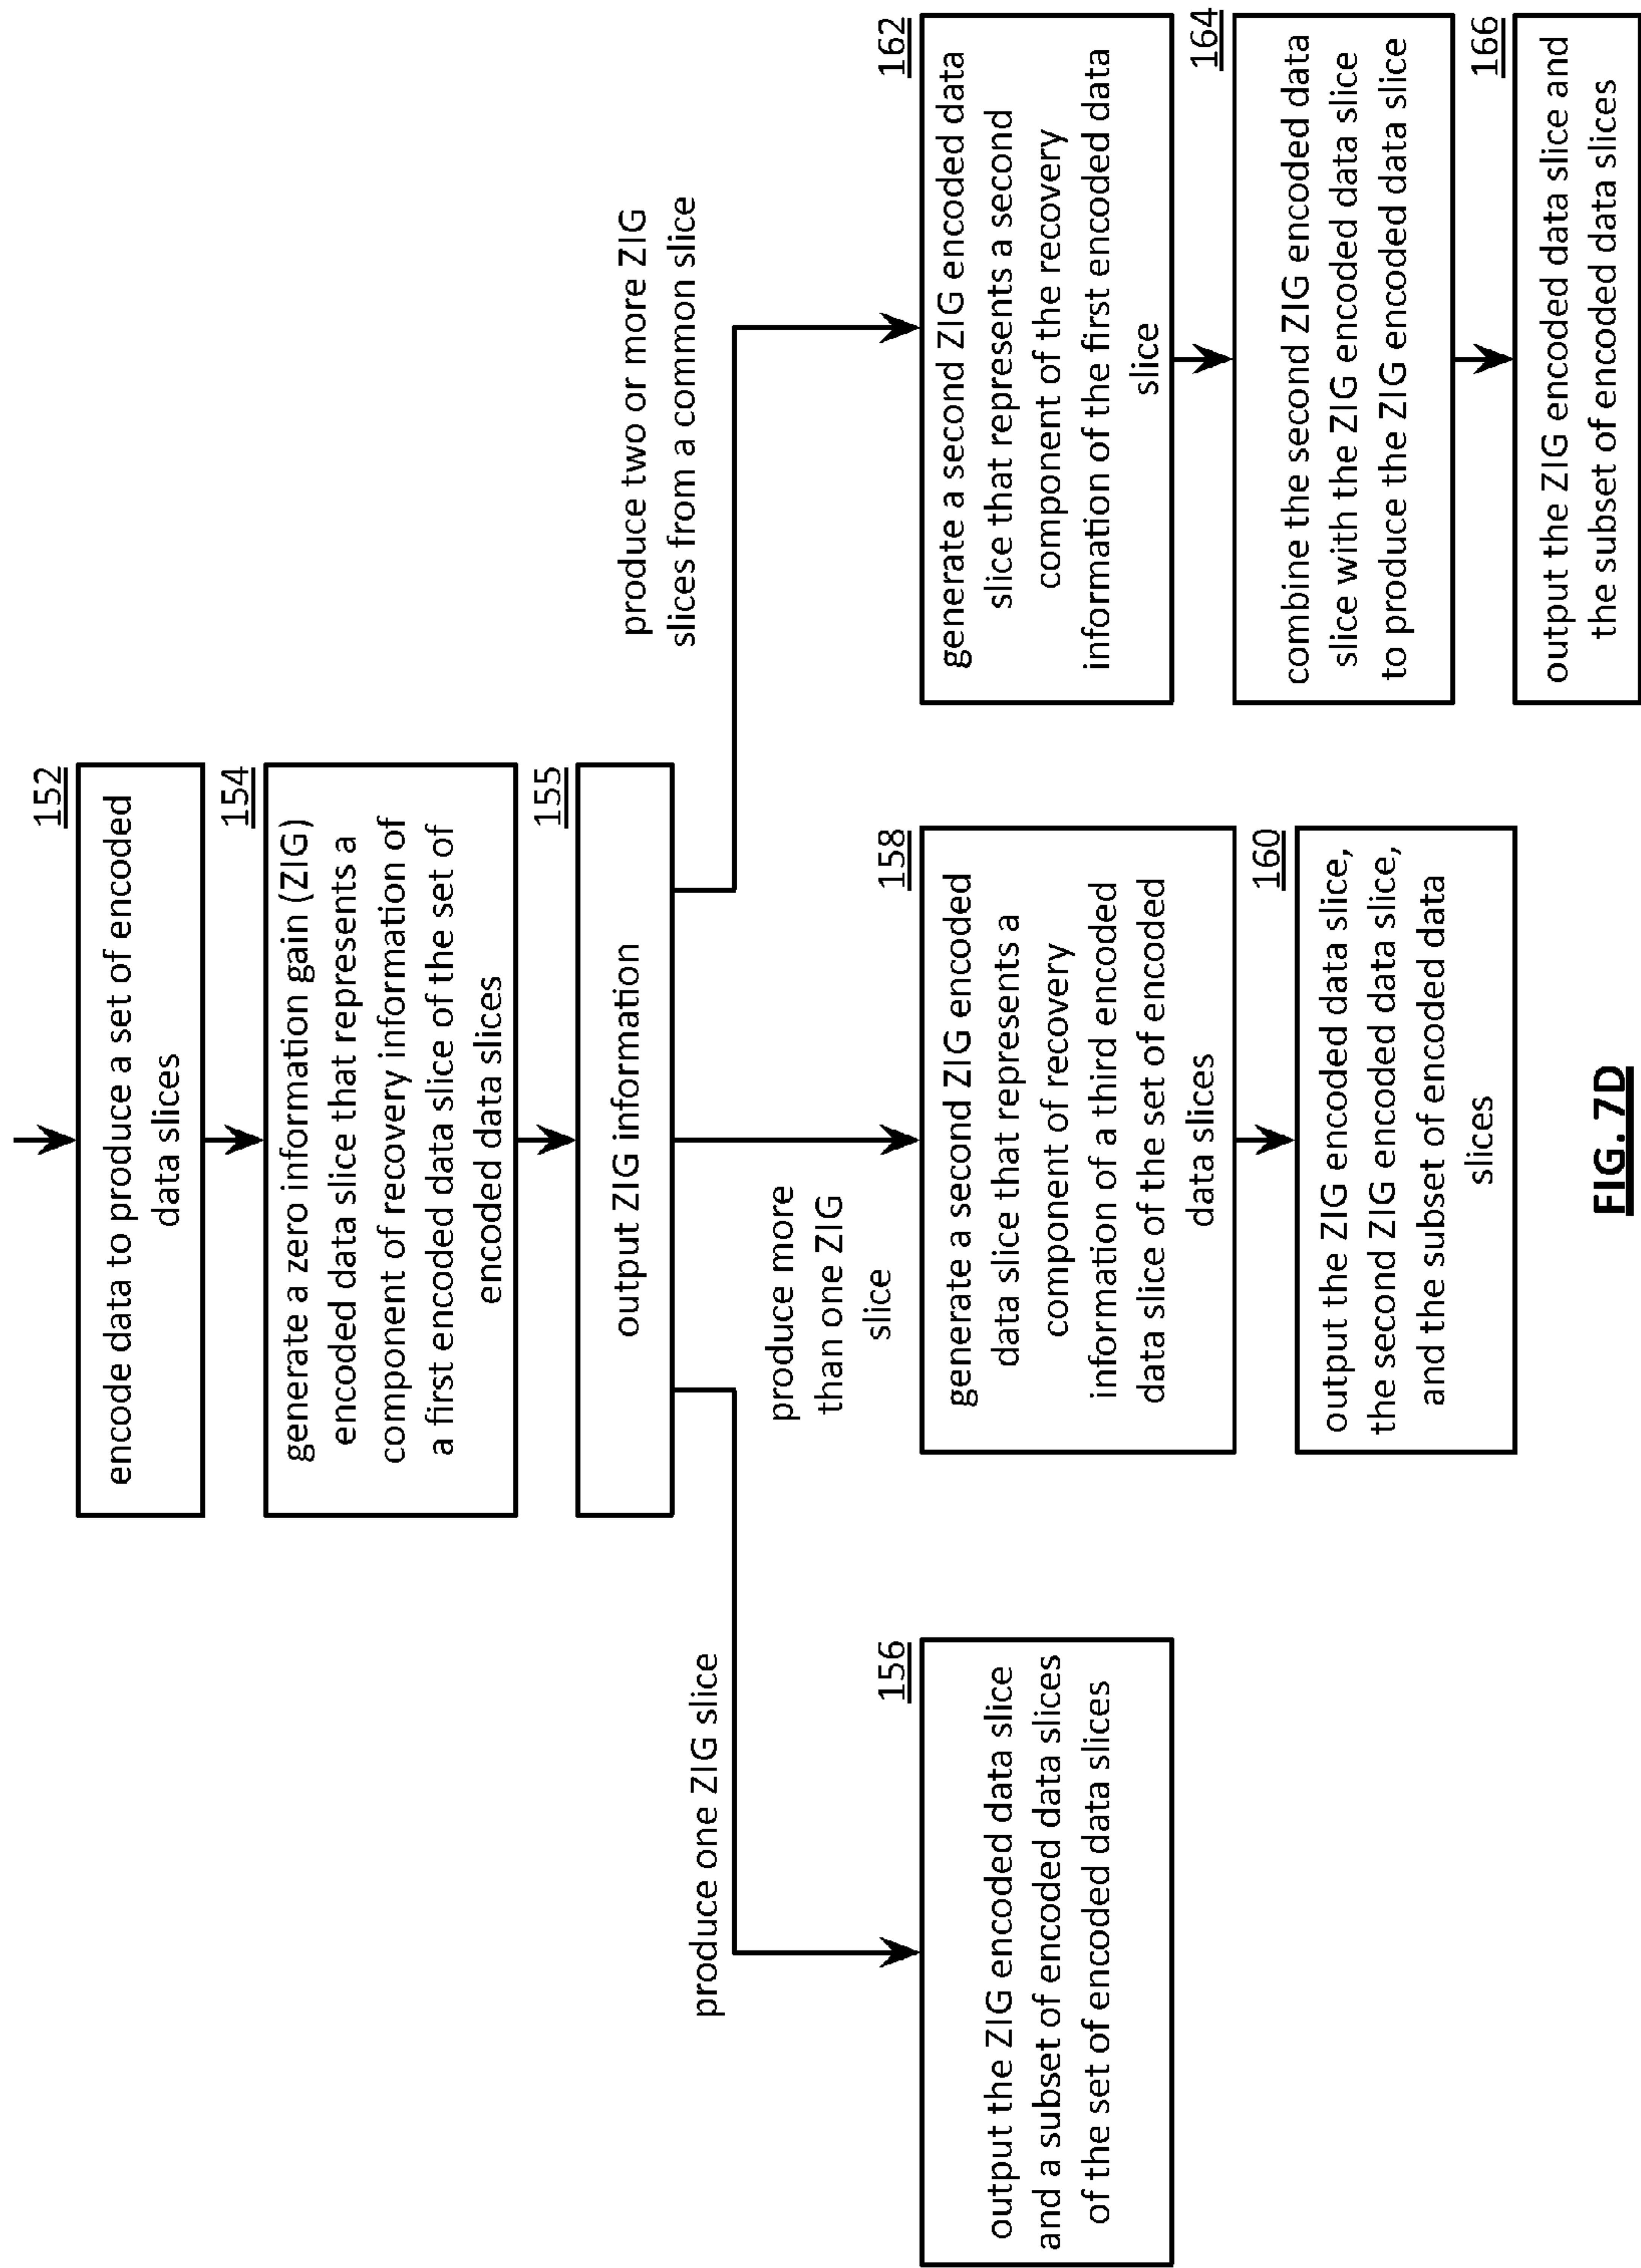 152
encode data to produce a set of encoded
data slices
154
generate a zero information gain (ZIG)
encoded data slice that represents a
component of recovery information of
a first encoded data slice of the set of
encoded data slices
155
output ZIG information
produce one ZIG slice
156
output the ZIG encoded data slice
and a subset of encoded data slices
of the set of encoded data slices
produce more
than one ZIG
slice
158
generate a second ZIG encoded
data slice that represents a
component of recovery
information of a third encoded
data slice of the set of encoded
data slices
160
output the ZIG encoded data slice,
the second ZIG encoded data slice,
and the subset of encoded data
slices
produce two or more ZIG
slices from a common slice
162
generate a second ZIG encoded data
slice that represents a second
component of the recovery
information of the first encoded data
slice
164
combine the second ZIG encoded data
slice with the ZIG encoded data slice
to produce the ZIG encoded data slice
166
output the ZIG encoded data slice and
the subset of encoded data slices
FIG. 7D